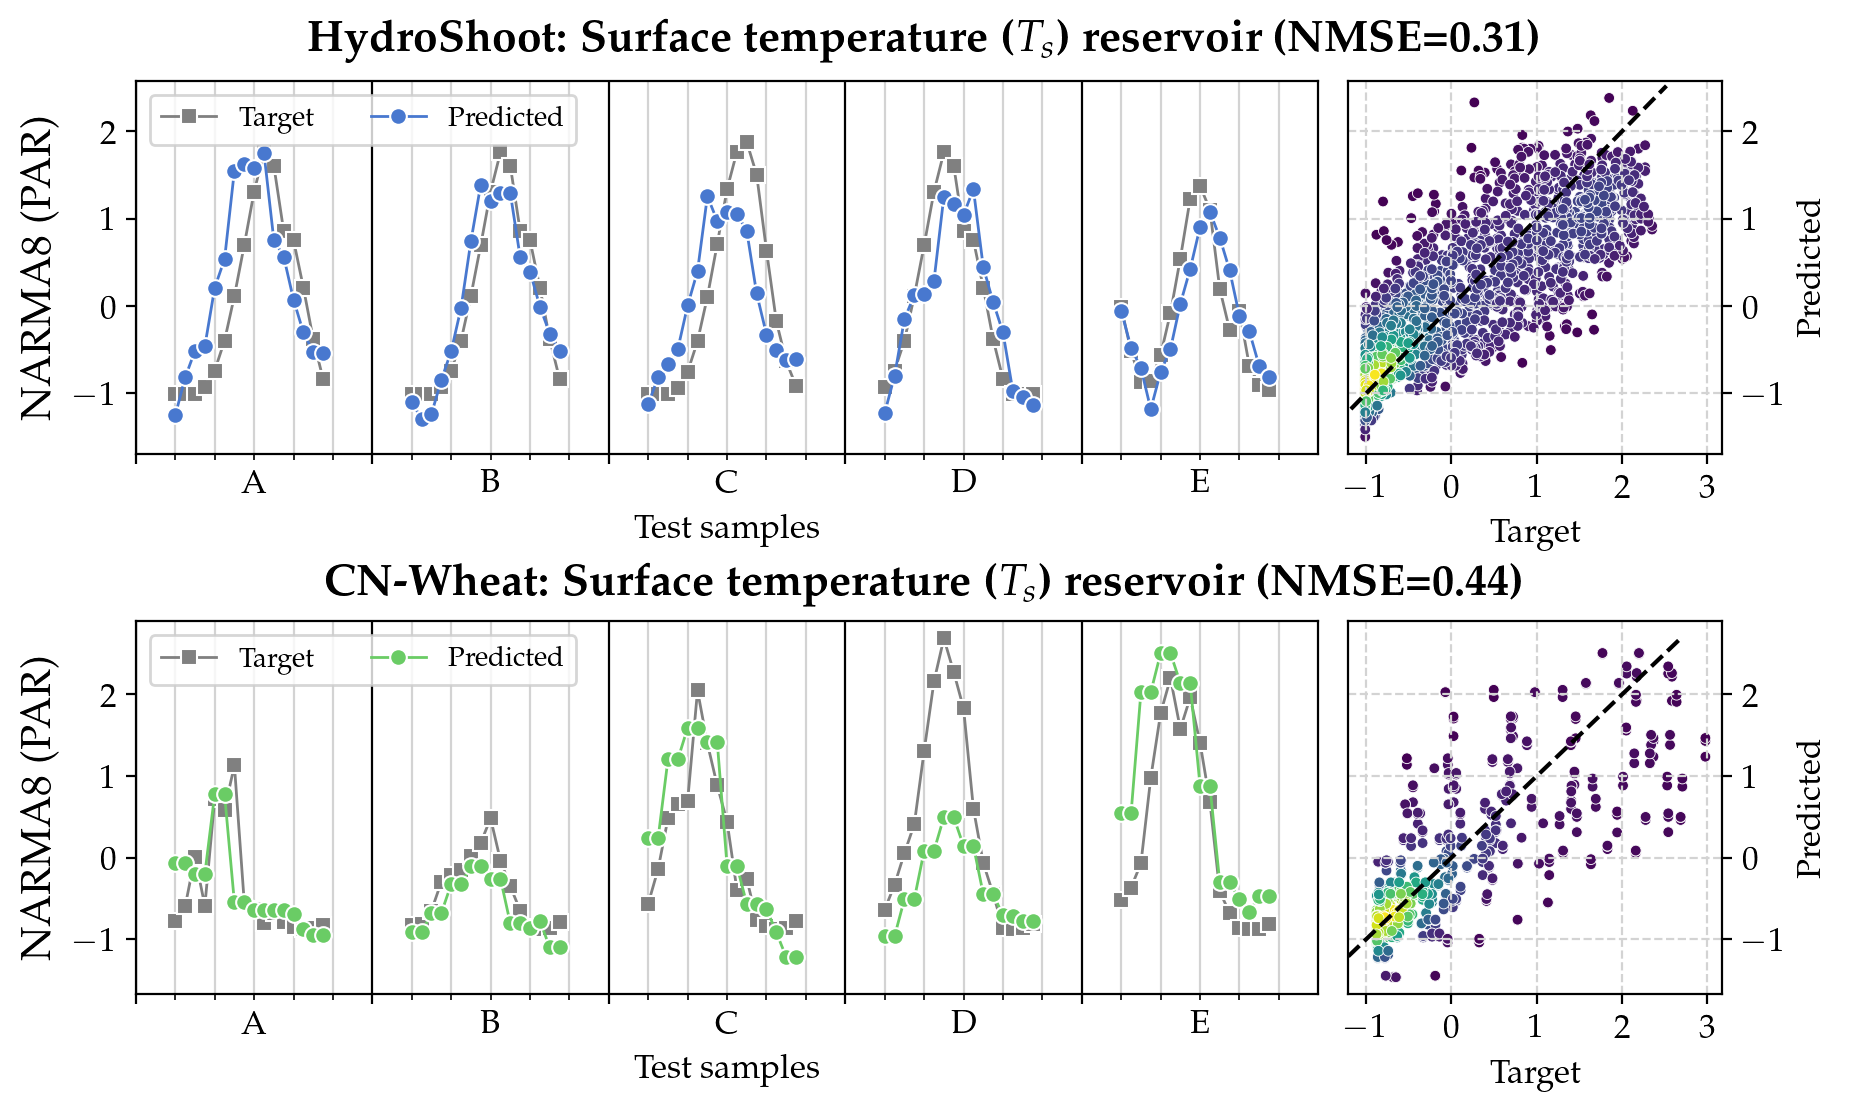 HydroShoot: Surface temperature (Tₛ) reservoir (NMSE=0.31)
NARMA8 (PAR)
2
1
0
−1
Target
Predicted
A
B
C
D
E
Test samples
2
1
0
−1
Predicted
−1
0
1
2
3
Target
CN-Wheat: Surface temperature (Tₛ) reservoir (NMSE=0.44)
NARMA8 (PAR)
2
1
0
−1
Target
Predicted
A
B
C
D
E
Test samples
2
1
0
−1
Predicted
−1
0
1
2
3
Target